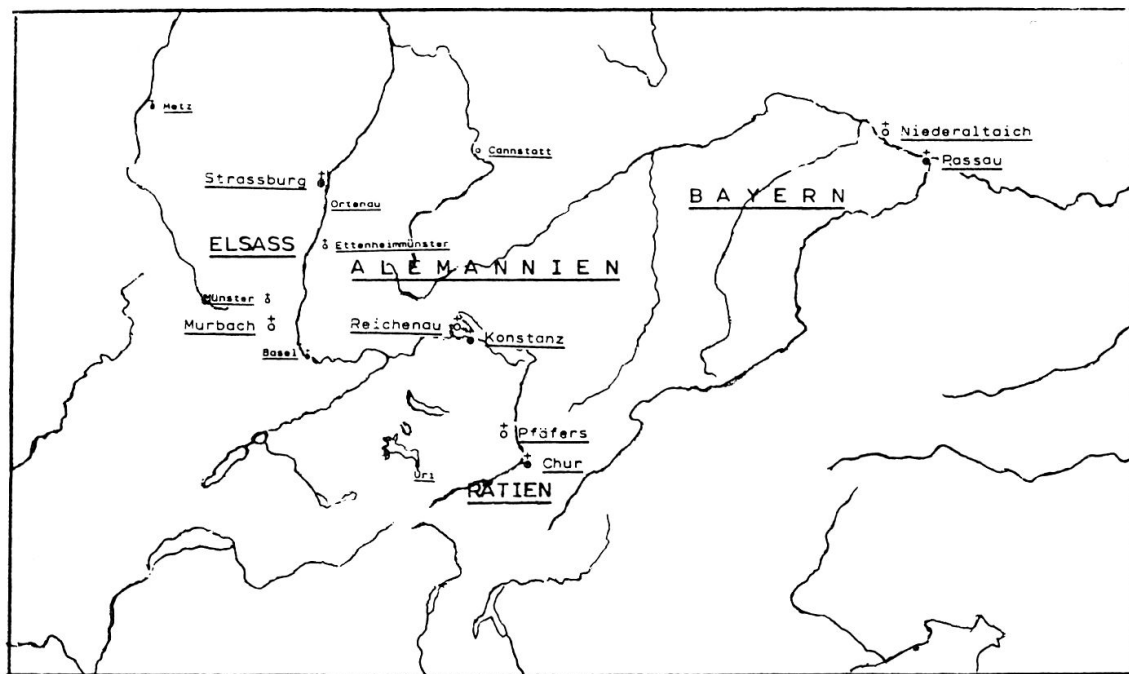 Metz
Niederaltaich
Cannstatt
Passau
Strassburg
BAYERN
Ortenau
ELSASS
Ettenheimmünster
ALEMANNIEN
Münster
Murbach
Reichenau
Konstanz
Basel
Pfäfers
Chur
Uri
RÄTIEN